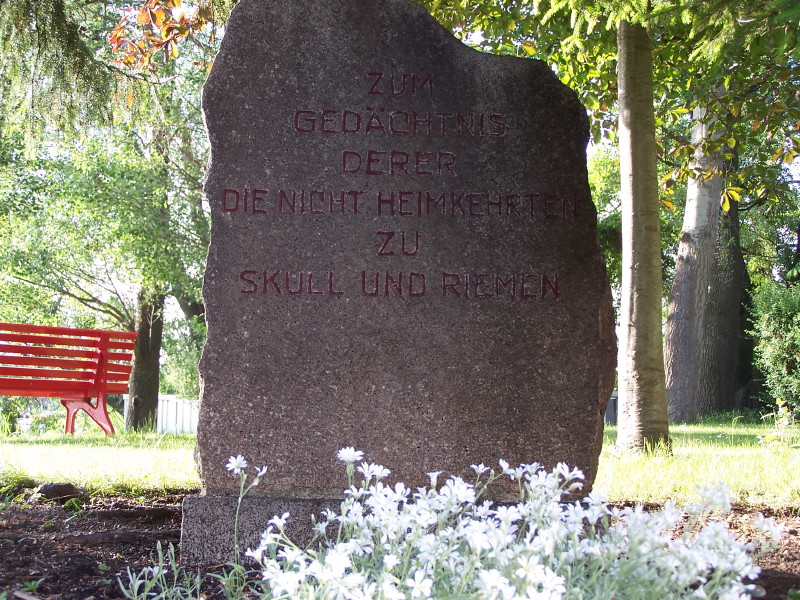 ZUM
GEDÄCHTNIS
DERER
DIE NICHT HEIMKEHRTEN
ZU
SKULL UND RIEMEN